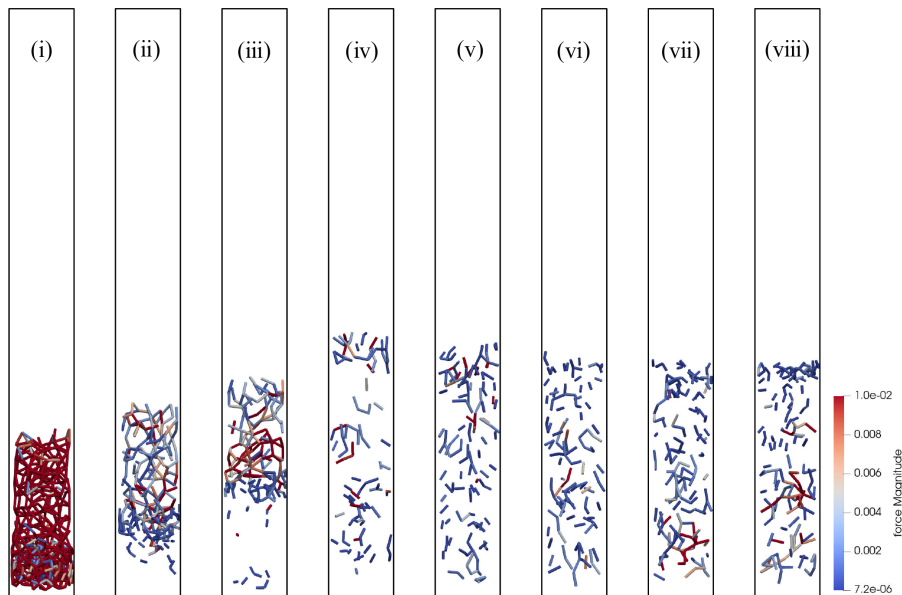 (i) (ii) (iii) (iv) (v) (vi) (vii) (viii)
1.0e-02
0.008
0.006
0.004
0.002
7.2e-06
force Magnitude